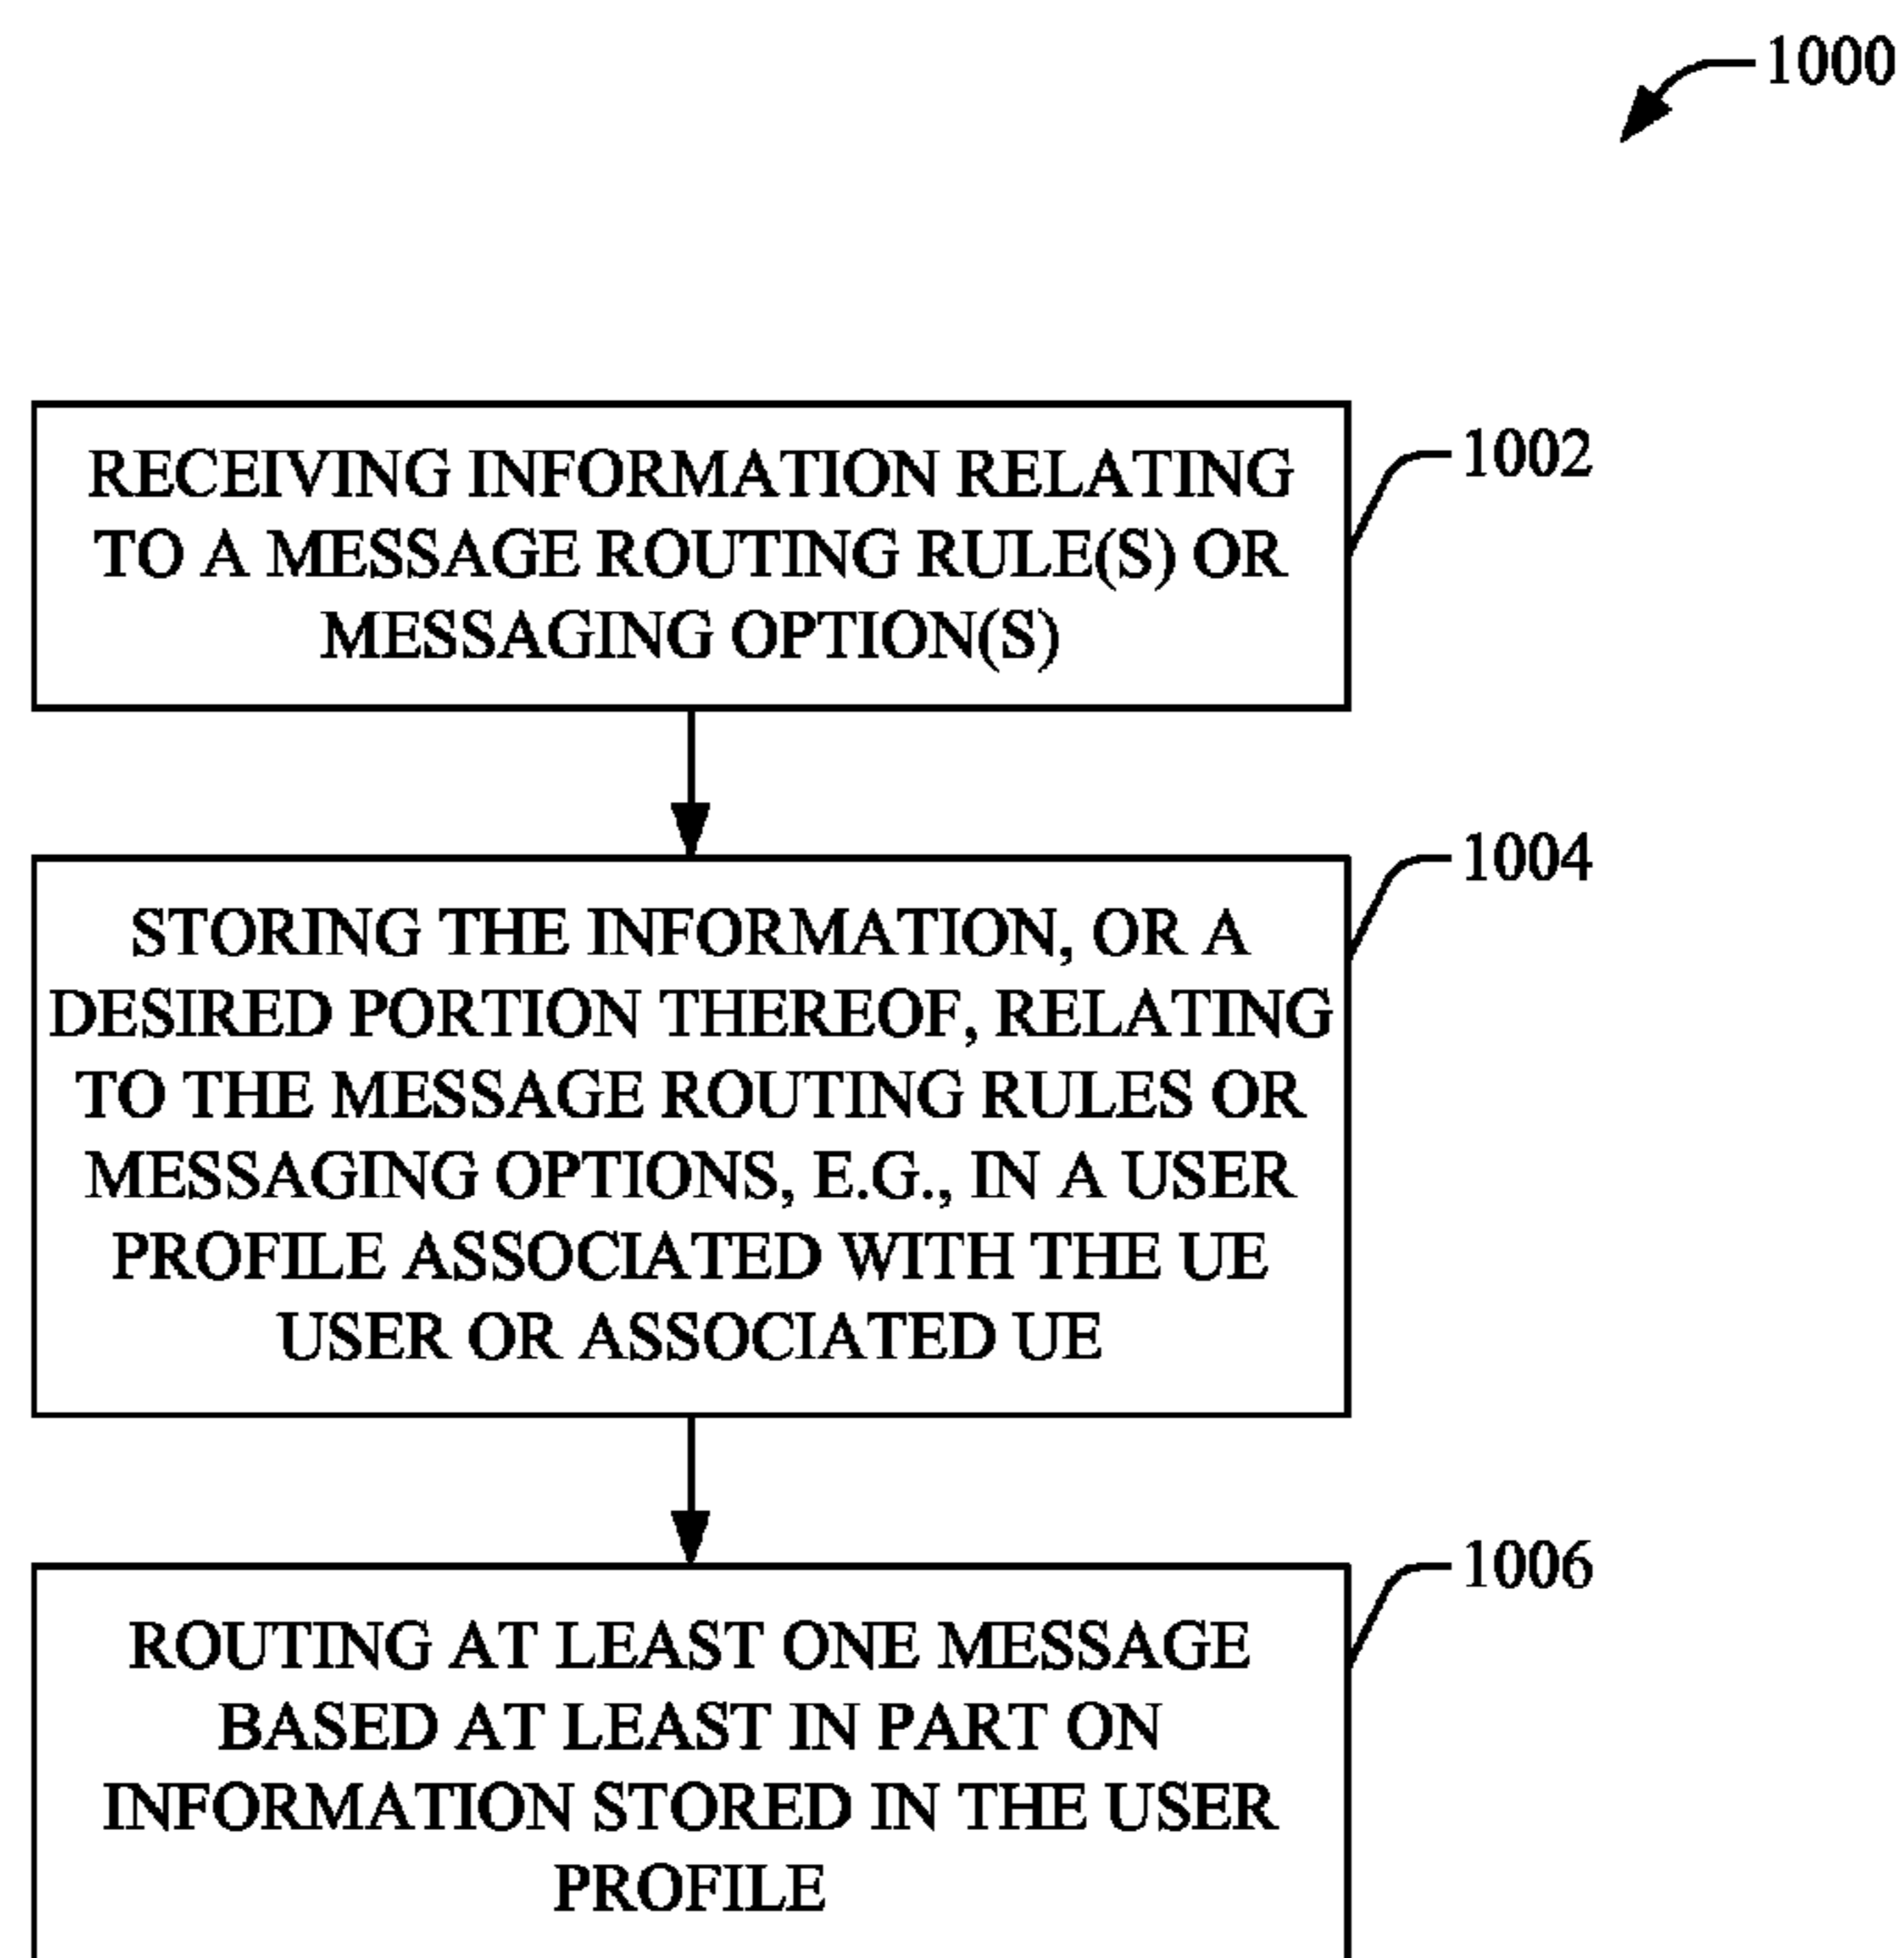 1000
RECEIVING INFORMATION RELATING
TO A MESSAGE ROUTING RULE(S) OR
MESSAGING OPTION(S)
1002
STORING THE INFORMATION, OR A
DESIRED PORTION THEREOF, RELATING
TO THE MESSAGE ROUTING RULES OR
MESSAGING OPTIONS, E.G., IN A USER
PROFILE ASSOCIATED WITH THE UE
USER OR ASSOCIATED UE
1004
ROUTING AT LEAST ONE MESSAGE
BASED AT LEAST IN PART ON
INFORMATION STORED IN THE USER
PROFILE
1006